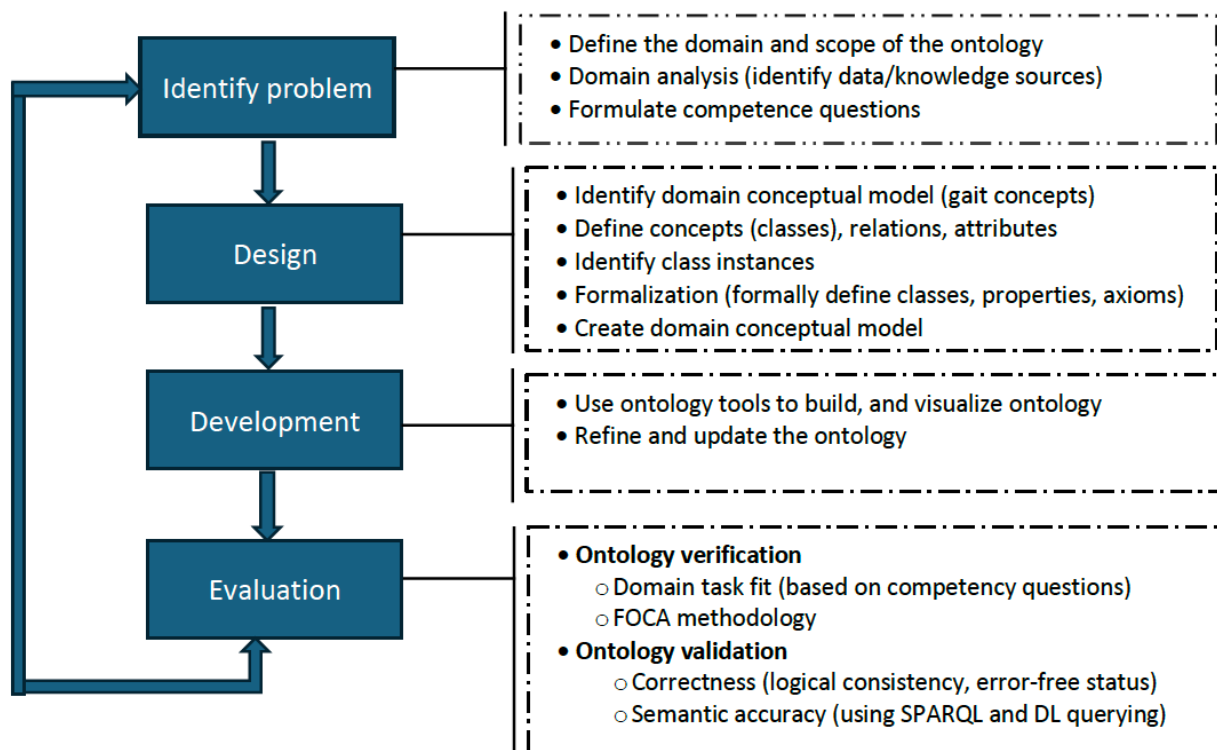 Identify problem
• Define the domain and scope of the ontology
• Domain analysis (identify data/knowledge sources)
• Formulate competence questions
Design
• Identify domain conceptual model (gait concepts)
• Define concepts (classes), relations, attributes
• Identify class instances
• Formalization (formally define classes, properties, axioms)
• Create domain conceptual model
Development
• Use ontology tools to build, and visualize ontology
• Refine and update the ontology
Evaluation
• Ontology verification
○ Domain task fit (based on competency questions)
○ FOCA methodology
• Ontology validation
○ Correctness (logical consistency, error-free status)
○ Semantic accuracy (using SPARQL and DL querying)